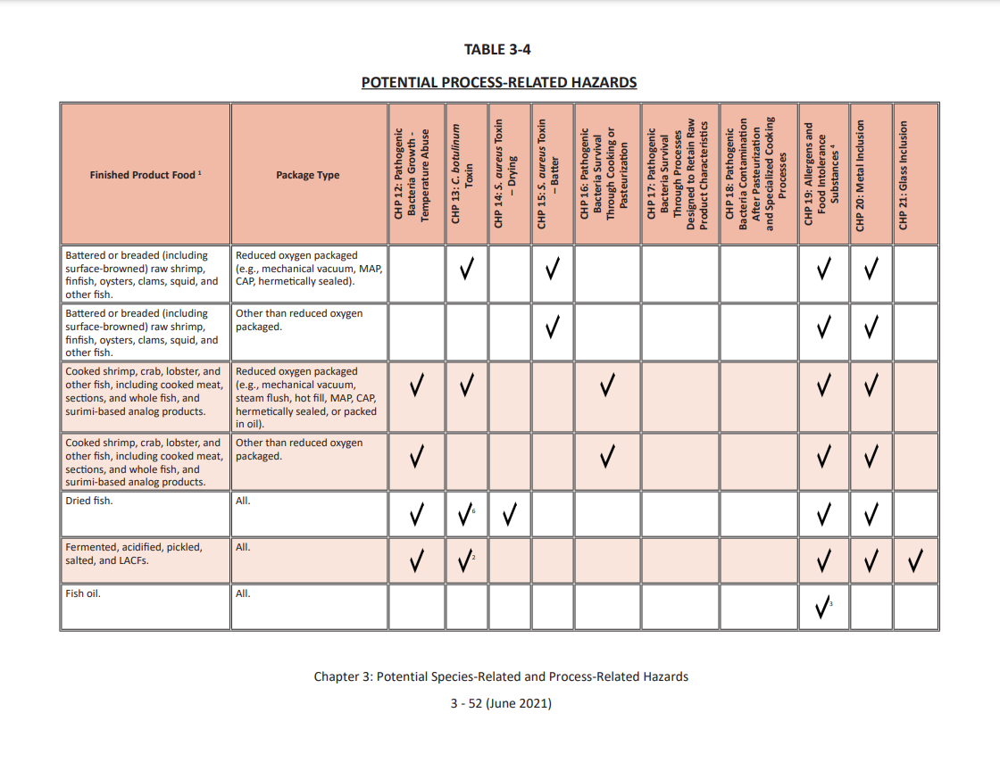 TABLE 3-4
POTENTIAL PROCESS-RELATED HAZARDS
Finished Product Food 1
Package Type
CHP 12: Pathogenic
Bacteria Growth -
Temperature Abuse
CHP 13: C. botulinum
Toxin
CHP 14: S. aureus Toxin
– Drying
CHP 15: S. aureus Toxin
– Batter
CHP 16: Pathogenic
Bacteria Survival
Through Cooking or
Pasteurization
CHP 17: Pathogenic
Bacteria Survival
Through Processes
Designed to Retain Raw
Product Characteristics
CHP 18: Pathogenic
Bacteria Contamination
After Pasteurization
and Specialized Cooking
Processes
CHP 19: Allergens and
Food Intolerance
Substances 4
CHP 20: Metal Inclusion
CHP 21: Glass Inclusion
Battered or breaded (including
surface-browned) raw shrimp,
finfish, oysters, clams, squid, and
other fish.
Reduced oxygen packaged
(e.g., mechanical vacuum, MAP,
CAP, hermetically sealed).
✓ ✓ ✓ ✓
Battered or breaded (including
surface-browned) raw shrimp,
finfish, oysters, clams, squid, and
other fish.
Other than reduced oxygen
packaged.
✓ ✓ ✓
Cooked shrimp, crab, lobster, and
other fish, including cooked meat,
sections, and whole fish, and
surimi-based analog products.
Reduced oxygen packaged
(e.g., mechanical vacuum,
steam flush, hot fill, MAP, CAP,
hermetically sealed, or packed
in oil).
✓ ✓ ✓ ✓ ✓
Cooked shrimp, crab, lobster, and
other fish, including cooked meat,
sections, and whole fish, and
surimi-based analog products.
Other than reduced oxygen
packaged.
✓ ✓ ✓ ✓
Dried fish.
All.
✓ ✓6 ✓ ✓ ✓
Fermented, acidified, pickled,
salted, and LACFs.
All.
✓ ✓2 ✓ ✓ ✓
Fish oil.
All.
✓3
Chapter 3: Potential Species-Related and Process-Related Hazards
3 - 52 (June 2021)